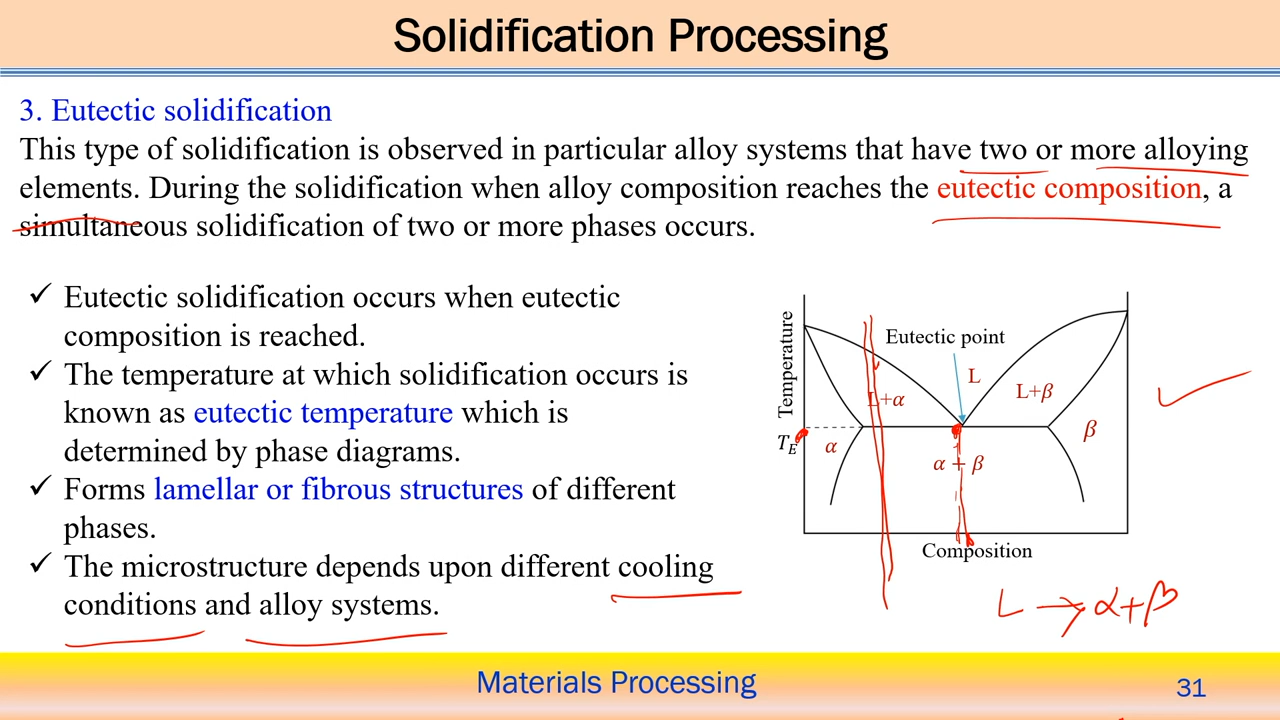 Solidification Processing
3. Eutectic solidification
This type of solidification is observed in particular alloy systems that have two or more alloying
elements. During the solidification when alloy composition reaches the eutectic composition, a
simultaneous solidification of two or more phases occurs.
✓ Eutectic solidification occurs when eutectic
composition is reached.
✓ The temperature at which solidification occurs is
known as eutectic temperature which is
determined by phase diagrams.
✓ Forms lamellar or fibrous structures of different
phases.
✓ The microstructure depends upon different cooling
conditions and alloy systems.
Temperature
Eutectic point
L
L+α
L+β
T_E
α
β
α + β
Composition
L → α+β
Materials Processing
31